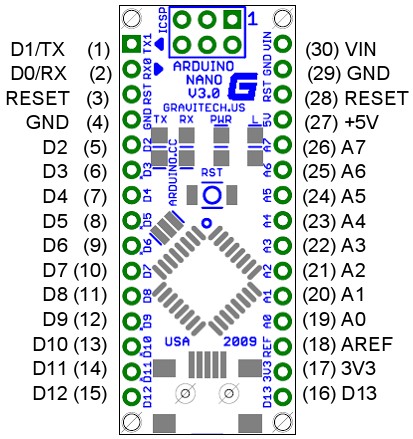 ICSP
1
D1/TX (1) TX1 VIN (30) VIN
D0/RX (2) RX0 ARDUINO GND (29) GND
NANO
RESET (3) RST V3.0 G RST (28) RESET
GRAVITECH.US
GND (4) GND 5V (27) +5V
TX RX PWR L
D2 (5) D2 A7 (26) A7
D3 (6) D3 A6 (25) A6
ARDUINO.CC
RST
D4 (7) D4 A5 (24) A5
D5 (8) D5 A4 (23) A4
D6 (9) D6 A3 (22) A3
D7 (10) D7 A2 (21) A2
D8 (11) D8 A1 (20) A1
D9 (12) D9 A0 (19) A0
USA 2009
D10 (13) D10 REF (18) AREF
D11 (14) D11 3V3 (17) 3V3
D12 (15) D12 D13 (16) D13